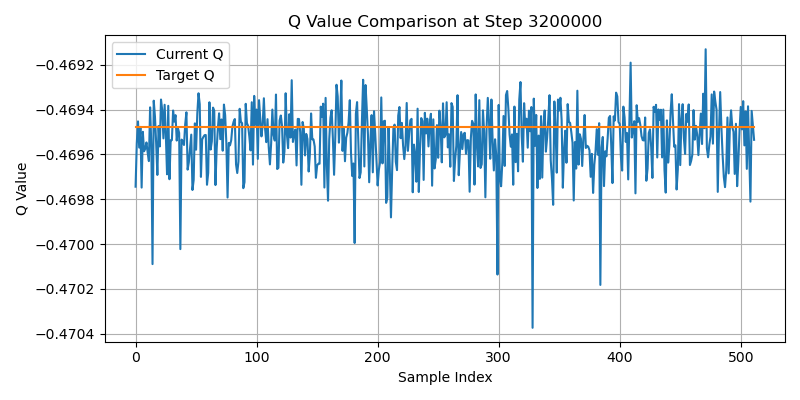 Q Value Comparison at Step 3200000
Current Q
Target Q
Q Value
−0.4692
−0.4694
−0.4696
−0.4698
−0.4700
−0.4702
−0.4704
0 100 200 300 400 500
Sample Index